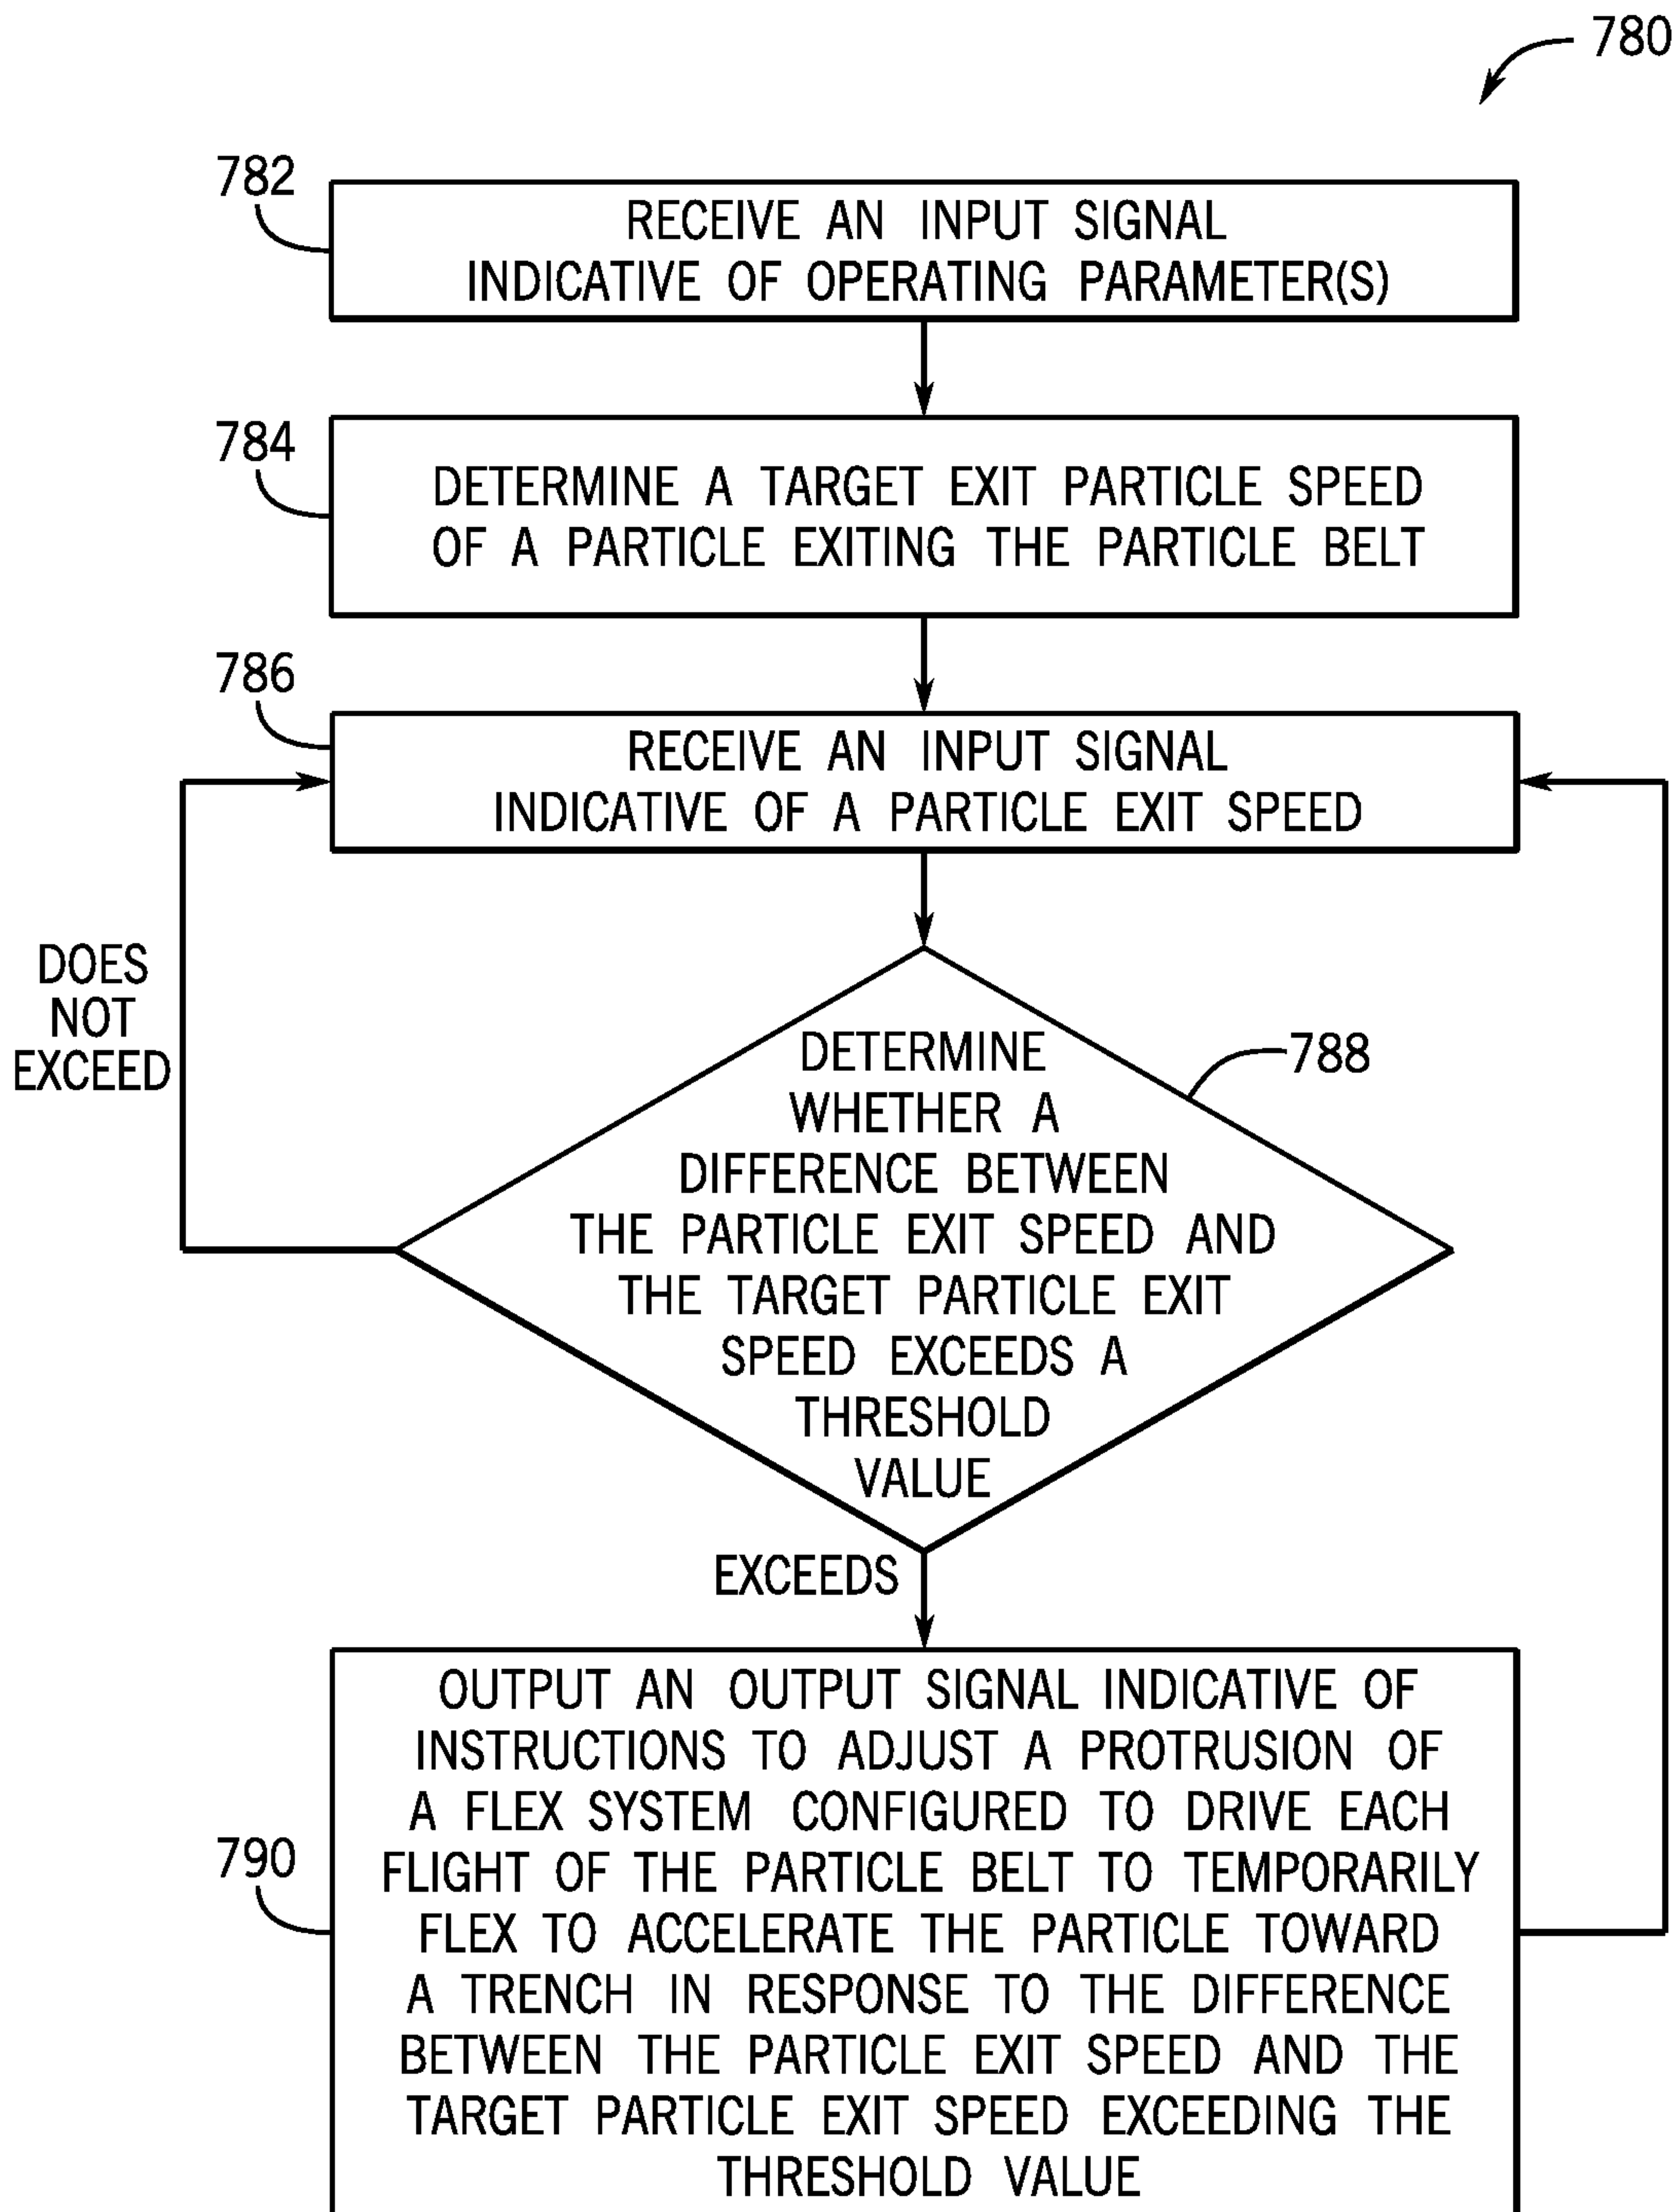 780
782
RECEIVE AN INPUT SIGNAL
INDICATIVE OF OPERATING PARAMETER(S)
784
DETERMINE A TARGET EXIT PARTICLE SPEED
OF A PARTICLE EXITING THE PARTICLE BELT
786
RECEIVE AN INPUT SIGNAL
INDICATIVE OF A PARTICLE EXIT SPEED
DOES
NOT
EXCEED
788
DETERMINE
WHETHER A
DIFFERENCE BETWEEN
THE PARTICLE EXIT SPEED AND
THE TARGET PARTICLE EXIT
SPEED EXCEEDS A
THRESHOLD
VALUE
EXCEEDS
790
OUTPUT AN OUTPUT SIGNAL INDICATIVE OF
INSTRUCTIONS TO ADJUST A PROTRUSION OF
A FLEX SYSTEM CONFIGURED TO DRIVE EACH
FLIGHT OF THE PARTICLE BELT TO TEMPORARILY
FLEX TO ACCELERATE THE PARTICLE TOWARD
A TRENCH IN RESPONSE TO THE DIFFERENCE
BETWEEN THE PARTICLE EXIT SPEED AND THE
TARGET PARTICLE EXIT SPEED EXCEEDING THE
THRESHOLD VALUE